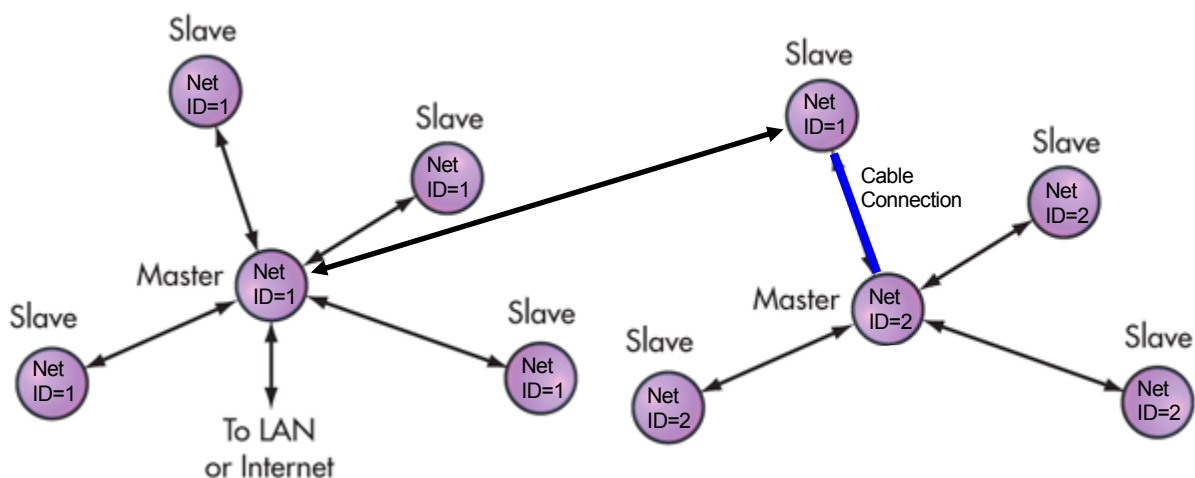 Slave
Net
ID=1
Slave
Net
ID=1
Master
Net
ID=1
Slave
Net
ID=1
Slave
Net
ID=1
To LAN
or Internet
Slave
Net
ID=1
Cable
Connection
Slave
Net
ID=2
Master
Net
ID=2
Slave
Net
ID=2
Slave
Net
ID=2